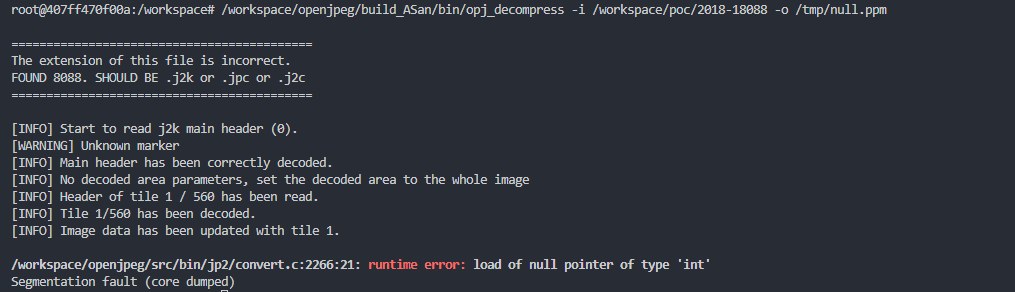 root@407ff470f00a:/workspace# /workspace/openjpeg/build_ASan/bin/opj_decompress -i /workspace/poc/2018-18088 -o /tmp/null.ppm
===========================================
The extension of this file is incorrect.
FOUND 8088. SHOULD BE .j2k or .jpc or .j2c
===========================================
[INFO] Start to read j2k main header (0).
[WARNING] Unknown marker
[INFO] Main header has been correctly decoded.
[INFO] No decoded area parameters, set the decoded area to the whole image
[INFO] Header of tile 1 / 560 has been read.
[INFO] Tile 1/560 has been decoded.
[INFO] Image data has been updated with tile 1.
/workspace/openjpeg/src/bin/jp2/convert.c:2266:21: runtime error: load of null pointer of type 'int'
Segmentation fault (core dumped)